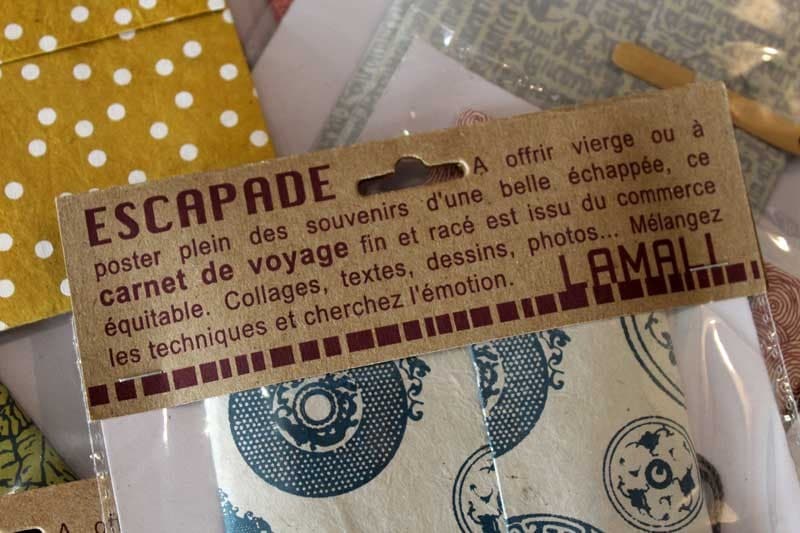 ESCAPADE A offrir vierge ou à
poster plein des souvenirs d'une belle échappée, ce
carnet de voyage fin et racé est issu du commerce
équitable. Collages, textes, dessins, photos... Mélangez
les techniques et cherchez l'émotion.
LAMALI